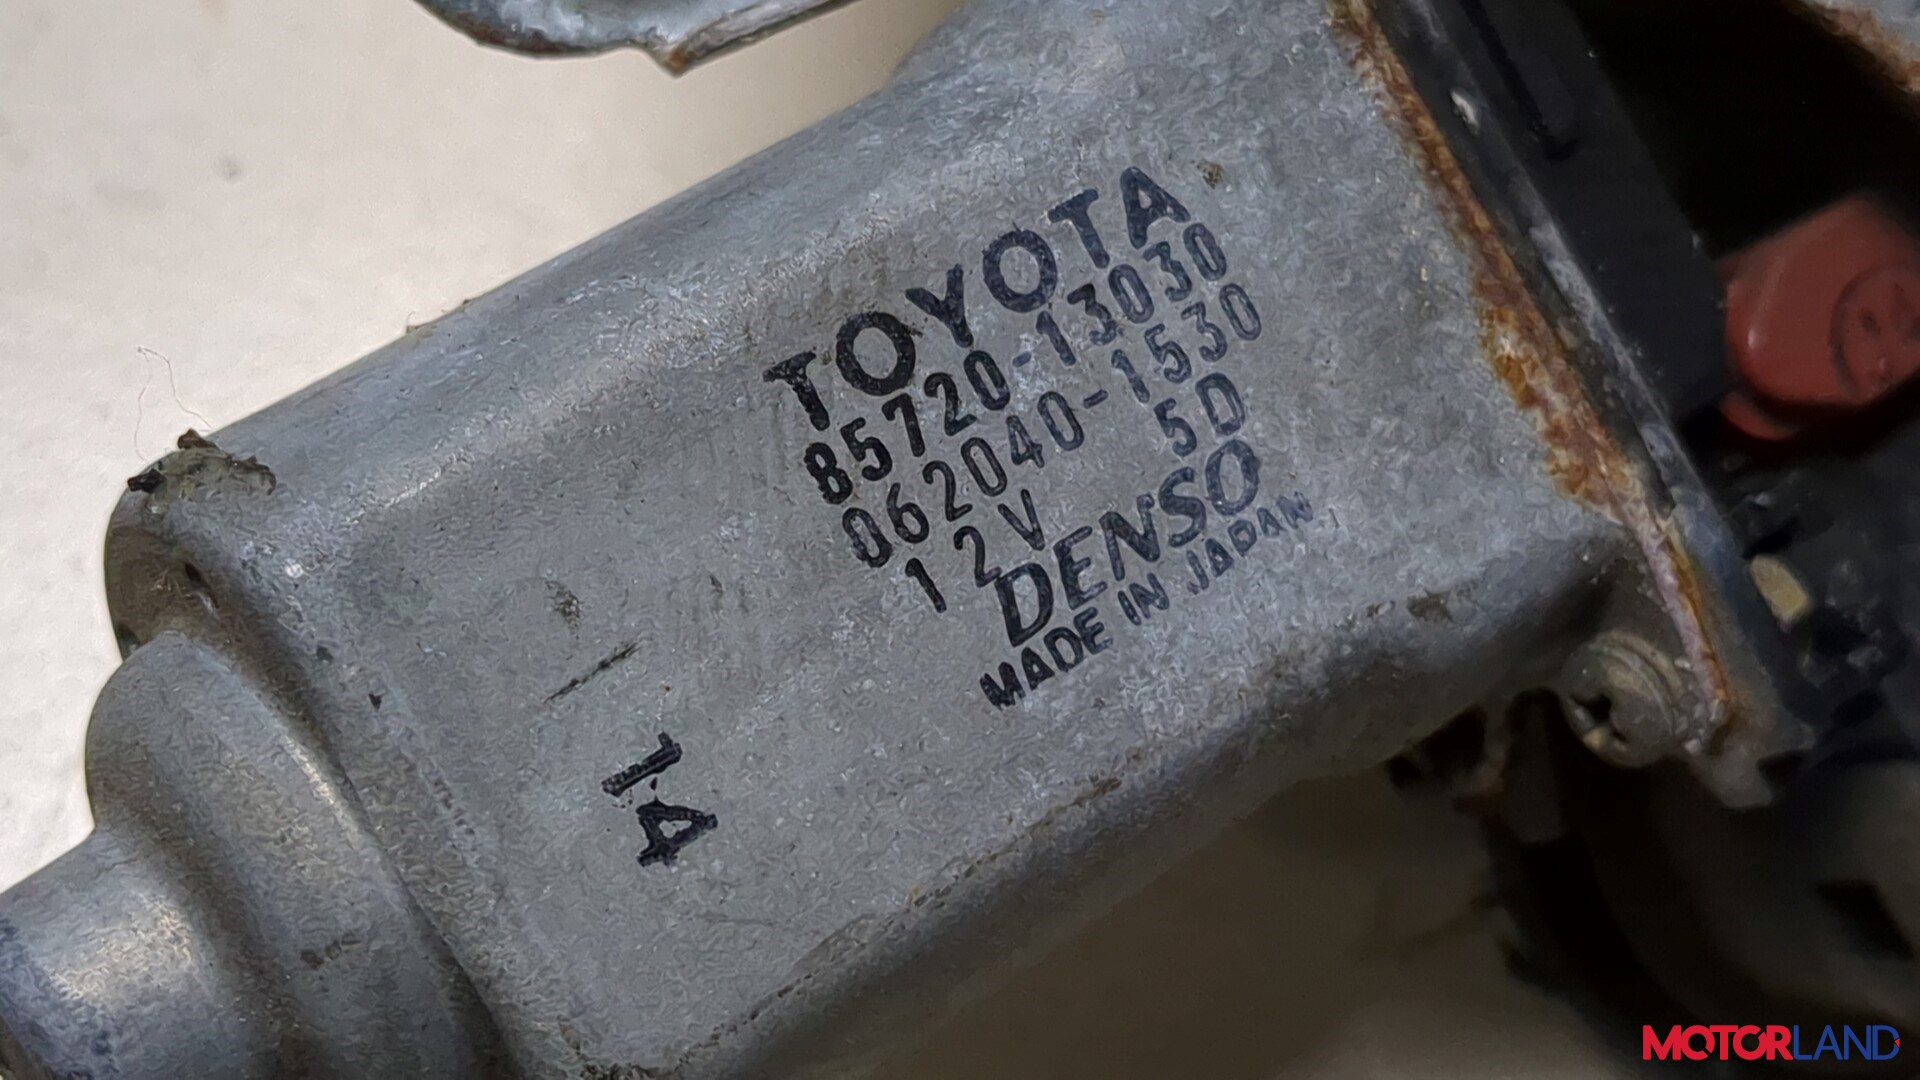 TOYOTA
85720-13030
062040-1530
12V 5D
DENSO
MADE IN JAPAN
14
MOTORLAND